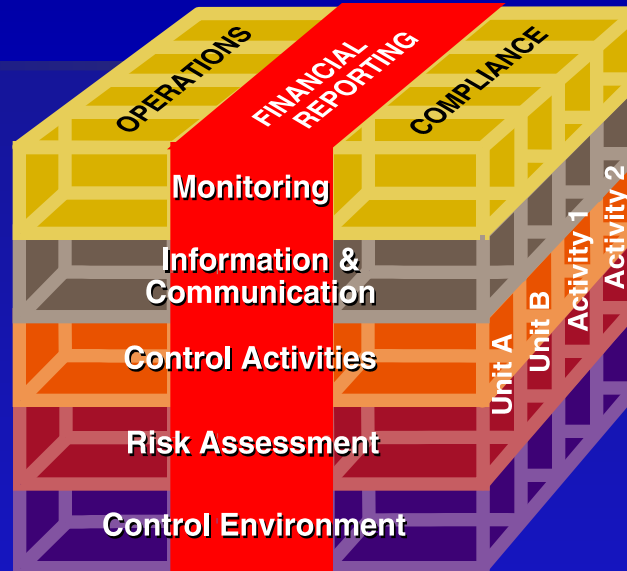 OPERATIONS
FINANCIAL
REPORTING
COMPLIANCE
Monitoring
Information &
Communication
Control Activities
Risk Assessment
Control Environment
Unit A
Unit B
Activity 1
Activity 2